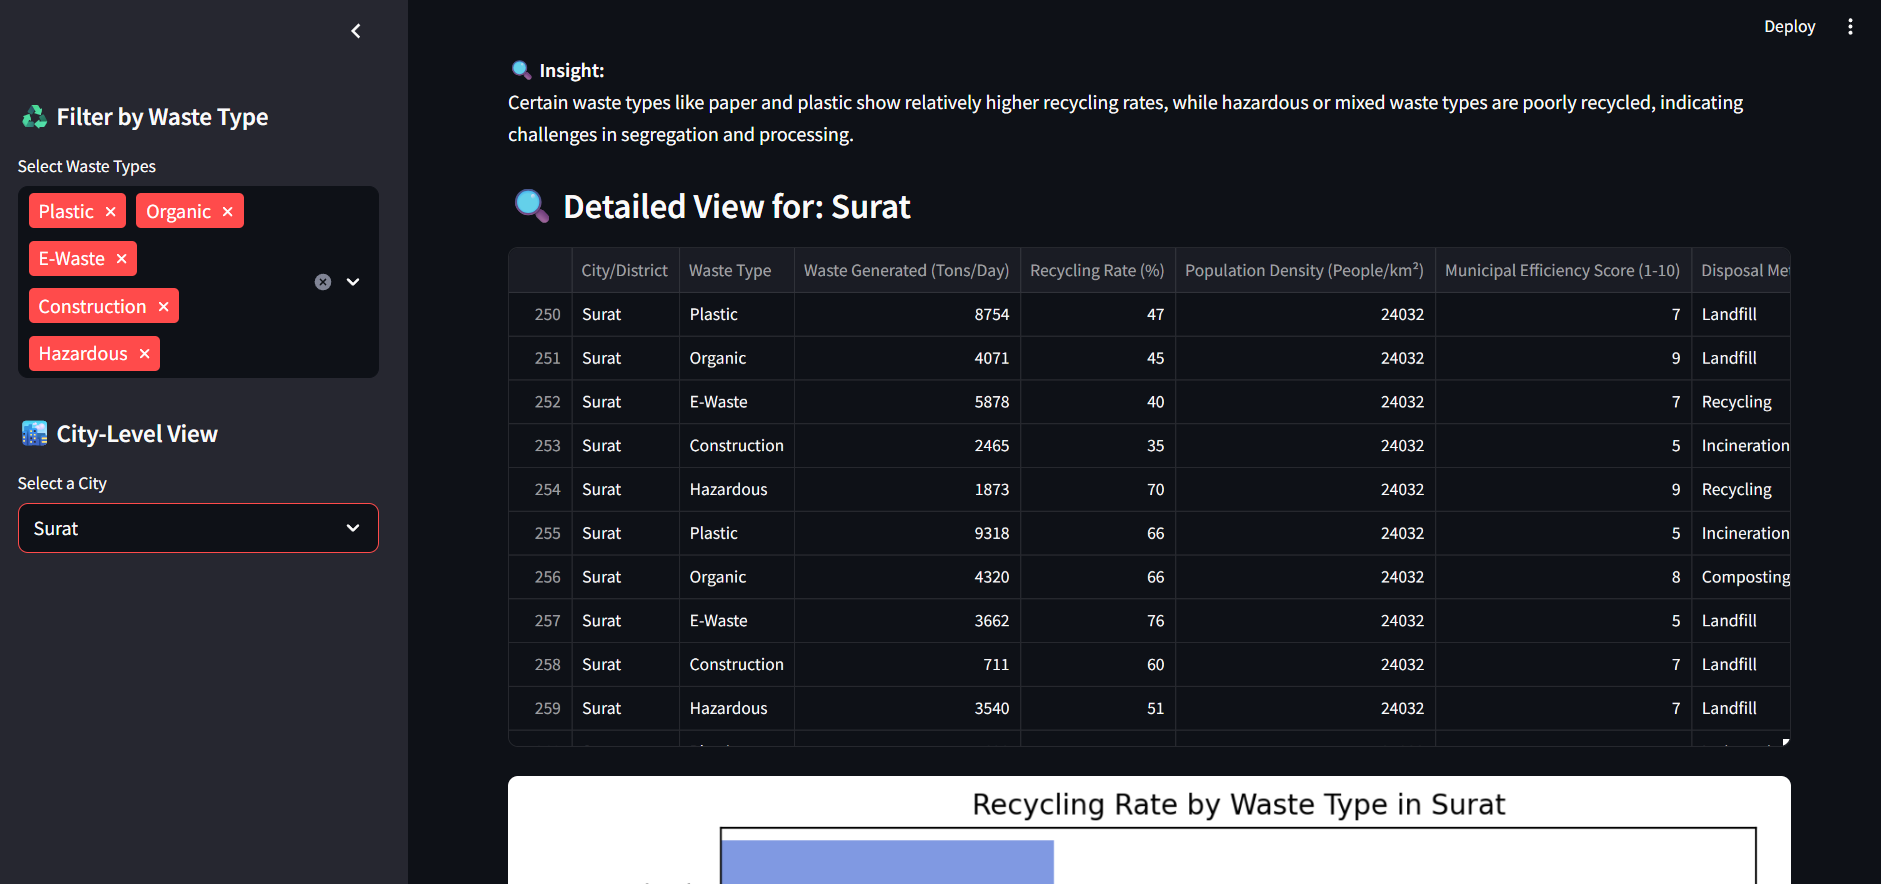 Deploy
Filter by Waste Type
Select Waste Types
Plastic × Organic ×
E-Waste ×
Construction ×
Hazardous ×
City-Level View
Select a City
Surat
Insight:
Certain waste types like paper and plastic show relatively higher recycling rates, while hazardous or mixed waste types are poorly recycled, indicating
challenges in segregation and processing.
Detailed View for: Surat
City/District Waste Type Waste Generated (Tons/Day) Recycling Rate (%) Population Density (People/km²) Municipal Efficiency Score (1-10) Disposal
250 Surat Plastic 8754 47 24032 7 Landfill
251 Surat Organic 4071 45 24032 9 Landfill
252 Surat E-Waste 5878 40 24032 7 Recycling
253 Surat Construction 2465 35 24032 5 Incineration
254 Surat Hazardous 1873 70 24032 9 Recycling
255 Surat Plastic 9318 66 24032 5 Incineration
256 Surat Organic 4320 66 24032 8 Composting
257 Surat E-Waste 3662 76 24032 5 Landfill
258 Surat Construction 711 60 24032 7 Landfill
259 Surat Hazardous 3540 51 24032 7 Landfill
Recycling Rate by Waste Type in Surat